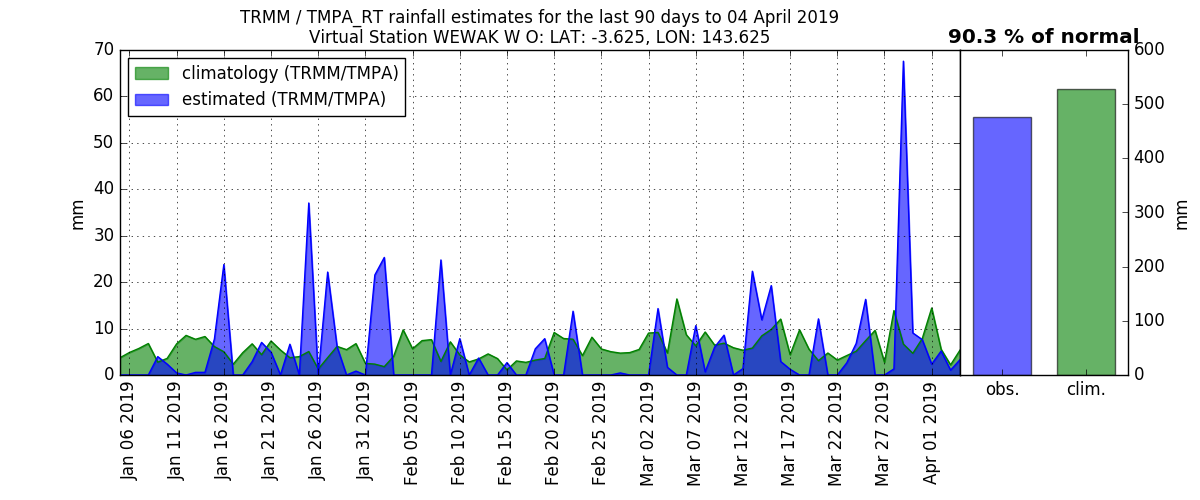 TRMM / TMPA_RT rainfall estimates for the last 90 days to 04 April 2019
Virtual Station WEWAK W O: LAT: -3.625, LON: 143.625
90.3 % of normal
climatology (TRMM/TMPA)
estimated (TRMM/TMPA)
70
60
50
40
30
20
10
0
mm
Jan 06 2019
Jan 11 2019
Jan 16 2019
Jan 21 2019
Jan 26 2019
Jan 31 2019
Feb 05 2019
Feb 10 2019
Feb 15 2019
Feb 20 2019
Feb 25 2019
Mar 02 2019
Mar 07 2019
Mar 12 2019
Mar 17 2019
Mar 22 2019
Mar 27 2019
Apr 01 2019
obs.
clim.
600
500
400
300
200
100
0
mm